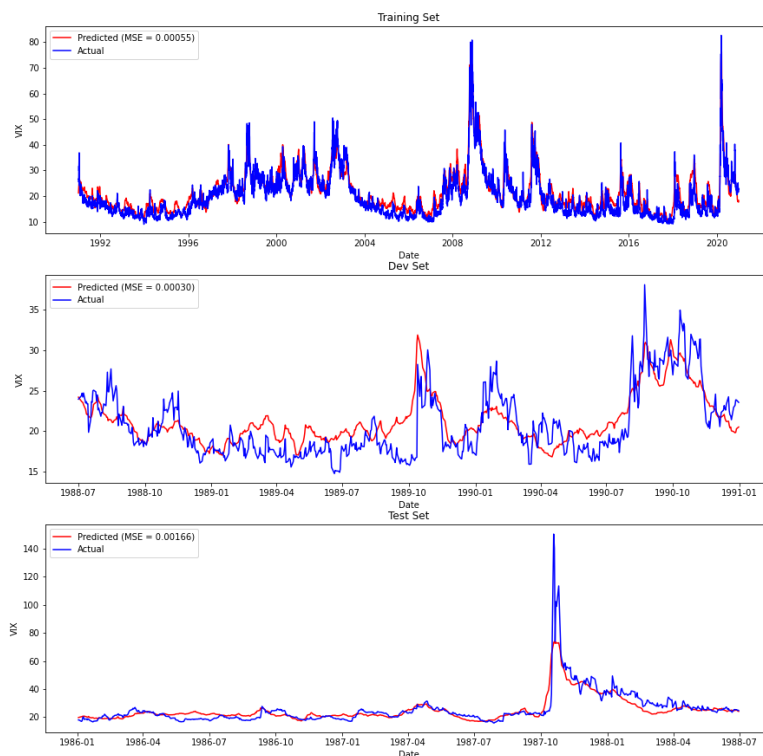 Training Set
Predicted (MSE = 0.00055)
Actual
VIX
80
70
60
50
40
30
20
10
1992 1996 2000 2004 2008 2012 2016 2020
Date
Dev Set
Predicted (MSE = 0.00030)
Actual
VIX
35
30
25
20
15
1988-07 1988-10 1989-01 1989-04 1989-07 1989-10 1990-01 1990-04 1990-07 1990-10 1991-01
Date
Test Set
Predicted (MSE = 0.00166)
Actual
VIX
140
120
100
80
60
40
20
1986-01 1986-04 1986-07 1986-10 1987-01 1987-04 1987-07 1987-10 1988-01 1988-04 1988-07
Date